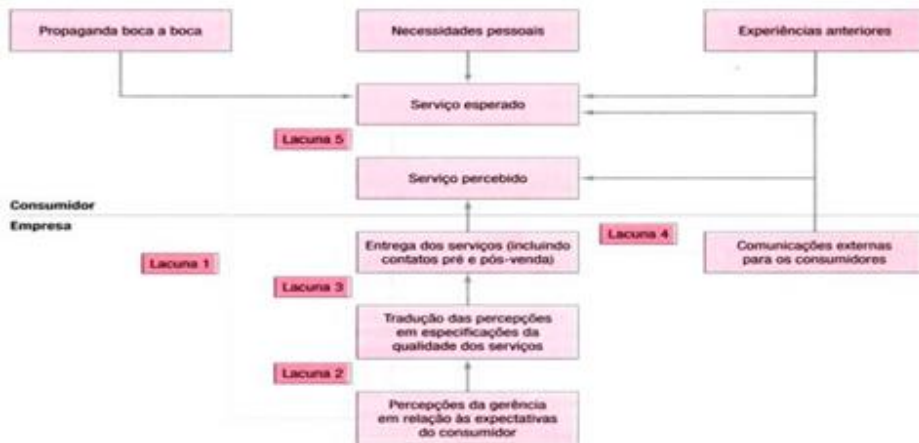 Propaganda boca a boca
Necessidades pessoais
Experiências anteriores
Serviço esperado
Lacuna 5
Serviço percebido
Consumidor
Empresa
Lacuna 1
Entrega dos serviços (incluindo
contatos pré e pós-venda)
Lacuna 4
Comunicações externas
para os consumidores
Lacuna 3
Tradução das percepções
em especificações da
qualidade dos serviços
Lacuna 2
Percepções da gerência
em relação às expectativas
do consumidor